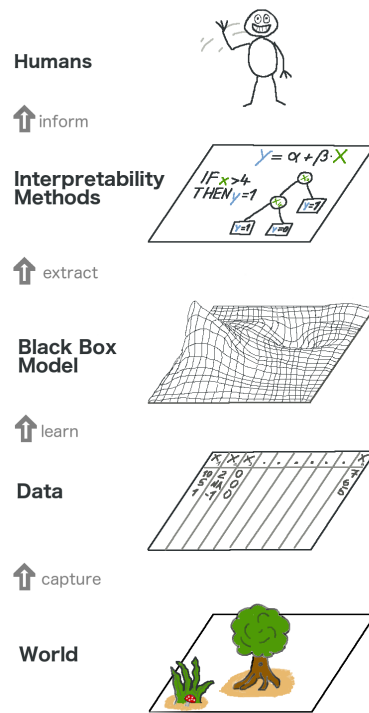 Humans
inform
Interpretability
Methods
y = α + β · X
IF x>4
THEN y=1
y=1
y=0
extract
Black Box
Model
learn
Data
X X X . . . . . . X
10 2 0 7
5 NA 0
1 -1 0
capture
World